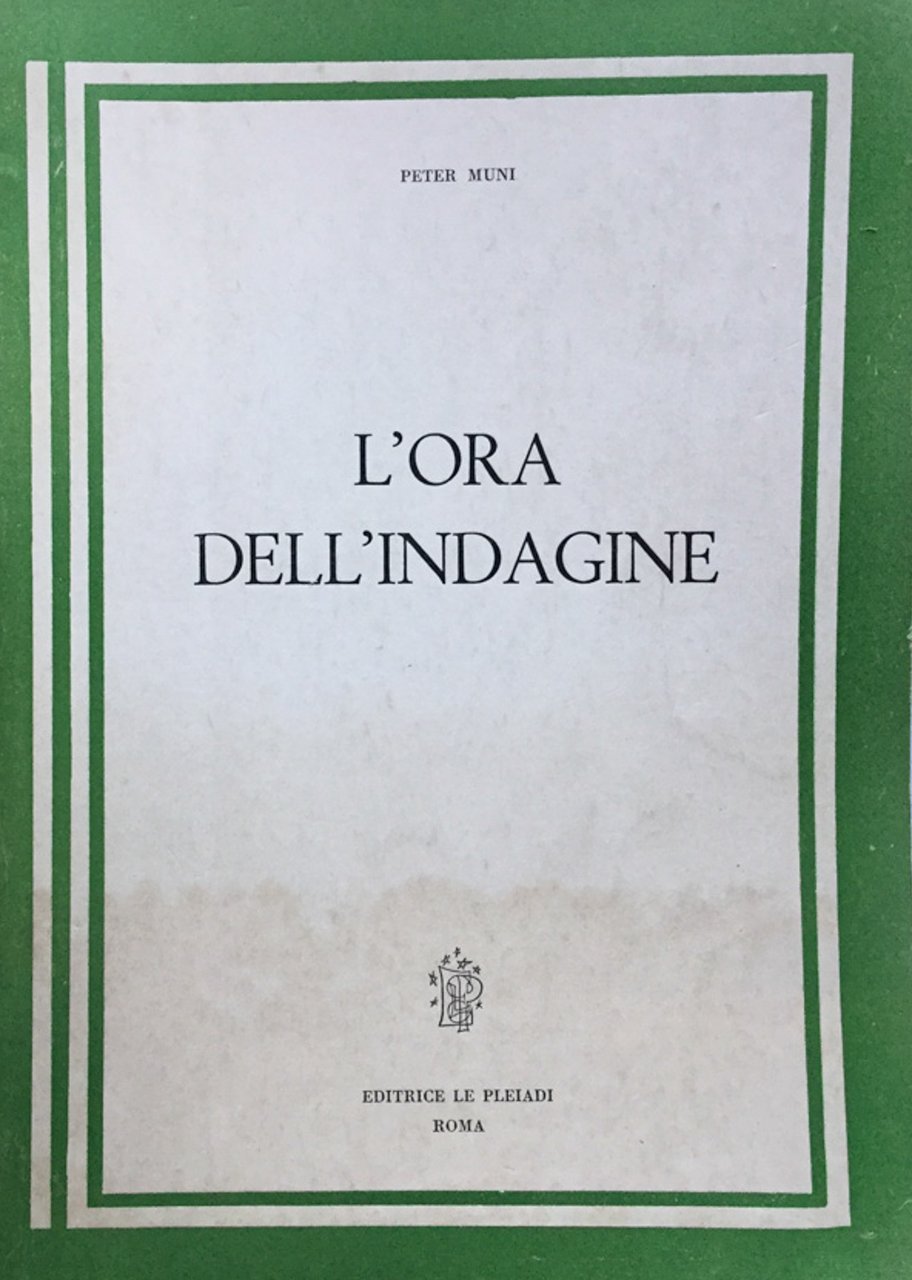 PETER MUNI
L'ORA
DELL'INDAGINE
EDITRICE LE PLEIADI
ROMA